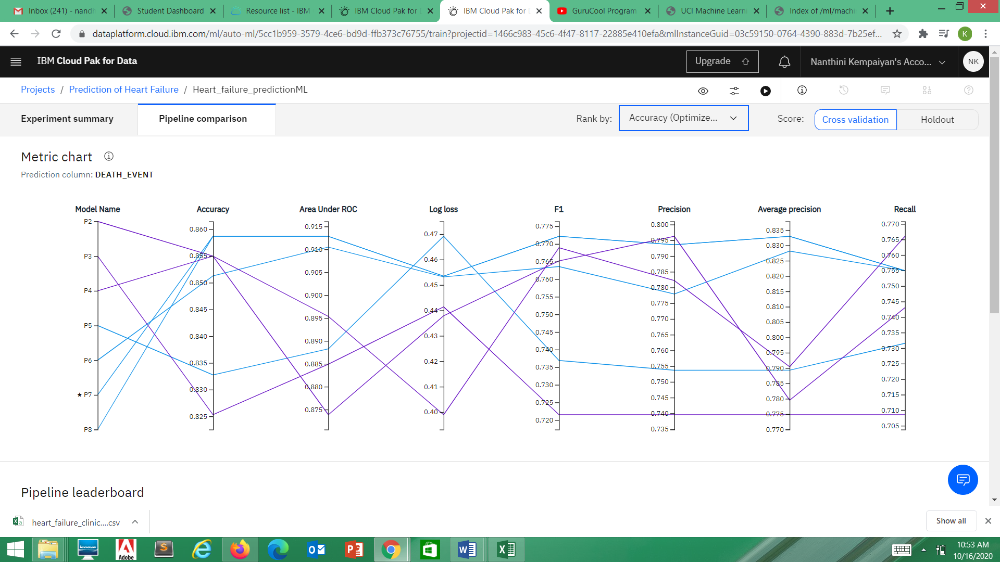 Inbox (241) - nandh
Student Dashboard
Resource list - IBM
IBM Cloud Pak for D
IBM Cloud Pak for D
GuruCool Program
UCI Machine Learni
Index of /ml/machi
dataplatform.cloud.ibm.com/ml/auto-ml/5cc1b959-3579-4ce6-bd9d-ffb373c76755/train?projectid=1466c983-45c6-4f47-8117-22885e410efa&mlInstanceGuid=03c59150-0764-4390-883d-7b25ef...
K
IBM Cloud Pak for Data
Upgrade
Nanthini Kempaiyan's Acco...
NK
Projects / Prediction of Heart Failure / Heart_failure_predictionML
Experiment summary
Pipeline comparison
Rank by:
Accuracy (Optimize...
Score:
Cross validation
Holdout
Metric chart
Prediction column: DEATH_EVENT
Model Name
P2
P3
P4
P5
P6
★ P7
P8
Accuracy
0.860
0.855
0.850
0.845
0.840
0.835
0.830
0.825
Area Under ROC
0.915
0.910
0.905
0.900
0.895
0.890
0.885
0.880
0.875
Log loss
0.47
0.46
0.45
0.44
0.43
0.42
0.41
0.40
F1
0.775
0.770
0.765
0.760
0.755
0.750
0.745
0.740
0.735
0.730
0.725
0.720
Precision
0.800
0.795
0.790
0.785
0.780
0.775
0.770
0.765
0.760
0.755
0.750
0.745
0.740
0.735
Average precision
0.835
0.830
0.825
0.820
0.815
0.810
0.805
0.800
0.795
0.790
0.785
0.780
0.775
0.770
Recall
0.770
0.765
0.760
0.755
0.750
0.745
0.740
0.735
0.730
0.725
0.720
0.715
0.710
0.705
Pipeline leaderboard
heart_failure_clinic....csv
Show all
lenovo
Adobe
10:53 AM
10/16/2020